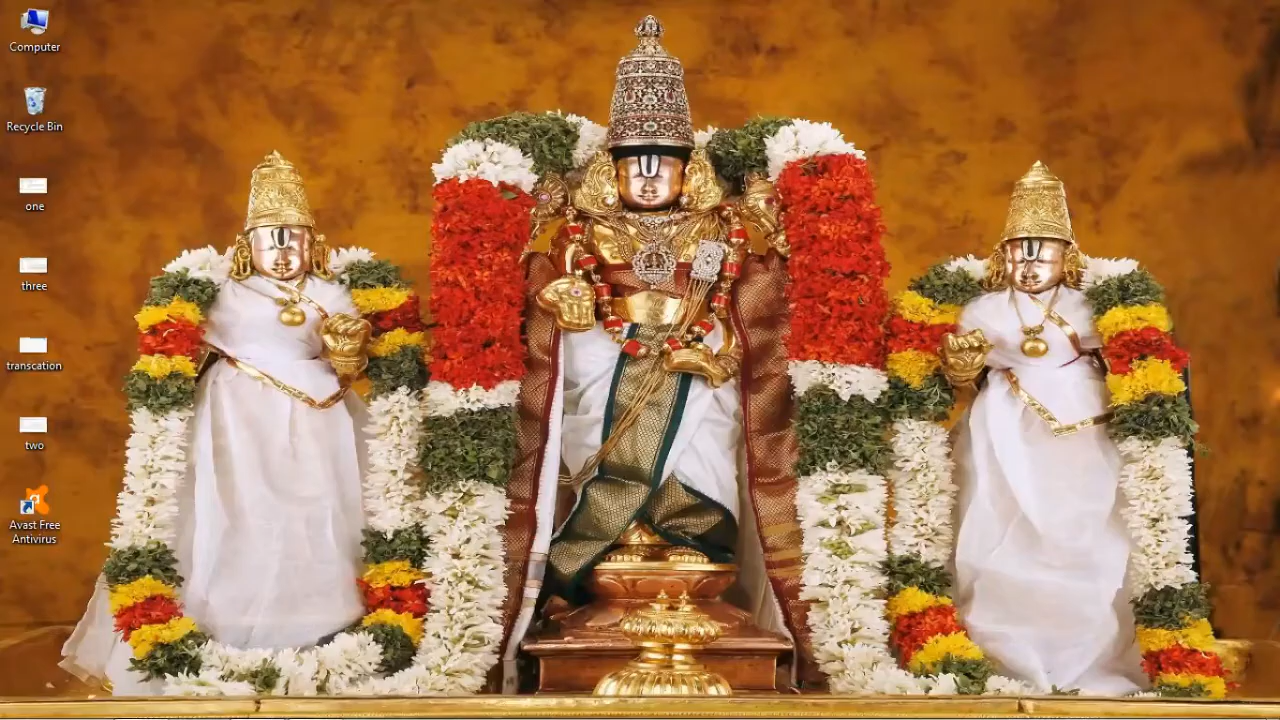 Computer
Recycle Bin
one
three
transcation
two
Avast Free
Antivirus